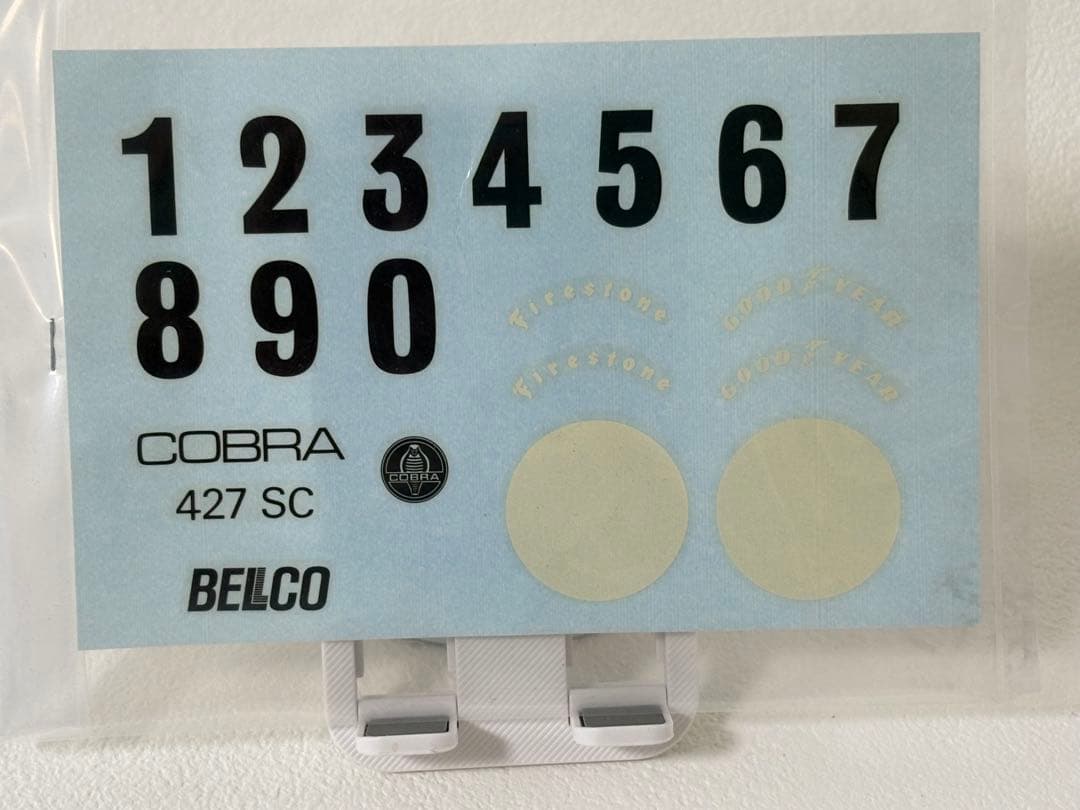 1 2 3 4 5 6 7
8 9 0
Firestone
GOOD YEAR
Firestone
GOOD YEAR
COBRA
COBRA
427 SC
BELLCO